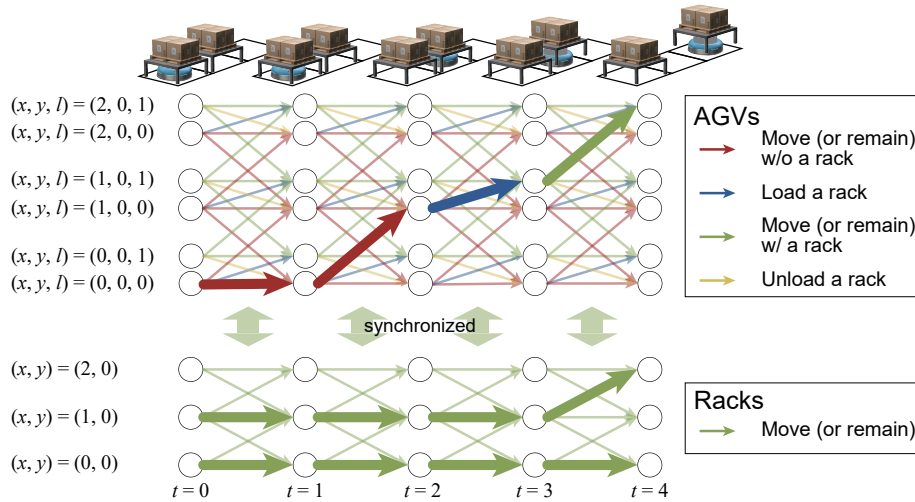 (x, y, l) = (2, 0, 1)
(x, y, l) = (2, 0, 0)
(x, y, l) = (1, 0, 1)
(x, y, l) = (1, 0, 0)
(x, y, l) = (0, 0, 1)
(x, y, l) = (0, 0, 0)
AGVs
Move (or remain)
w/o a rack
Load a rack
Move (or remain)
w/ a rack
Unload a rack
synchronized
(x, y) = (2, 0)
(x, y) = (1, 0)
(x, y) = (0, 0)
Racks
Move (or remain)
t = 0 t = 1 t = 2 t = 3 t = 4